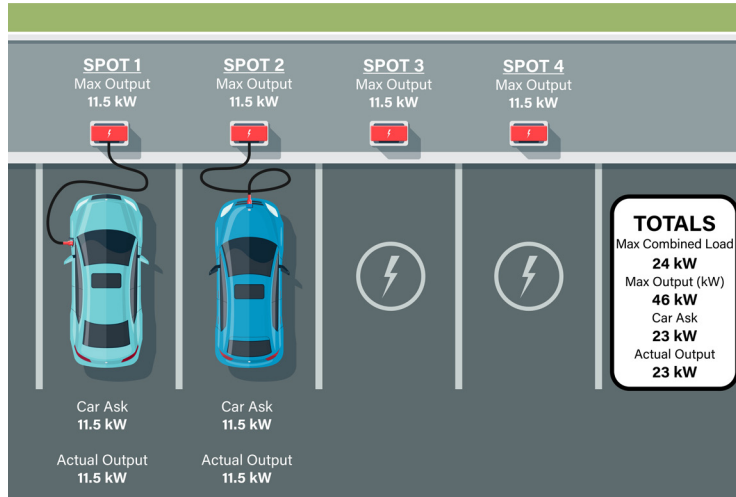 SPOT 1
Max Output
11.5 kW
SPOT 2
Max Output
11.5 kW
SPOT 3
Max Output
11.5 kW
SPOT 4
Max Output
11.5 kW
TOTALS
Max Combined Load
24 kW
Max Output (kW)
46 kW
Car Ask
23 kW
Actual Output
23 kW
Car Ask
11.5 kW
Actual Output
11.5 kW
Car Ask
11.5 kW
Actual Output
11.5 kW